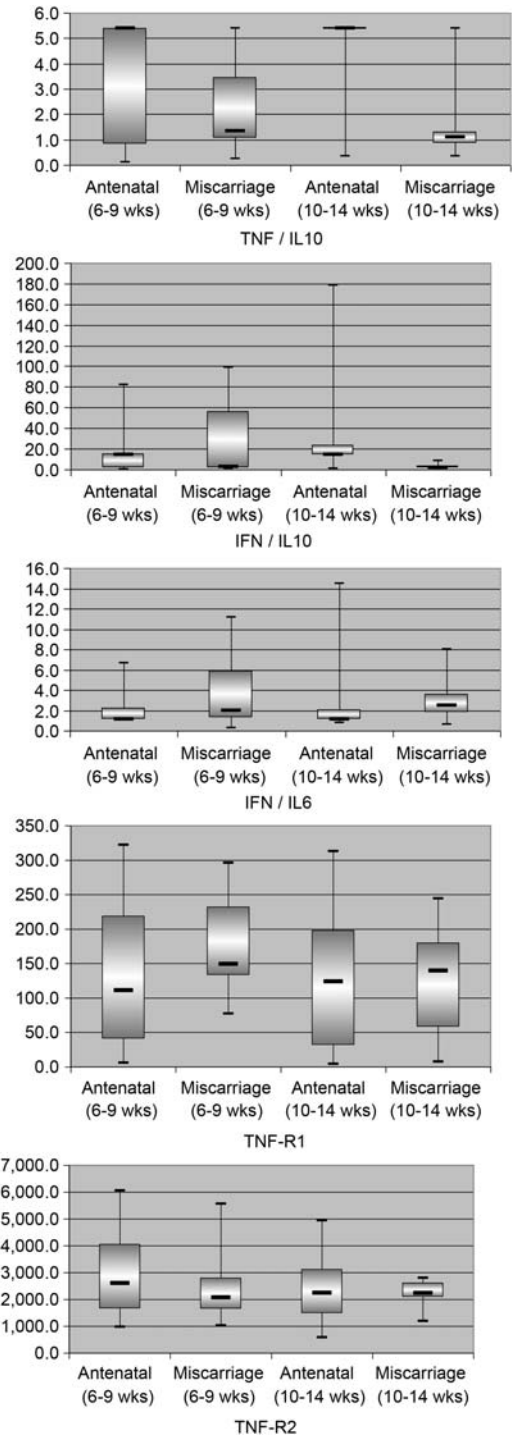 6.0
5.0
4.0
3.0
2.0
1.0
0.0
Antenatal Miscarriage Antenatal Miscarriage
(6-9 wks) (6-9 wks) (10-14 wks) (10-14 wks)
TNF / IL10
200.0
180.0
160.0
140.0
120.0
100.0
80.0
60.0
40.0
20.0
0.0
Antenatal Miscarriage Antenatal Miscarriage
(6-9 wks) (6-9 wks) (10-14 wks) (10-14 wks)
IFN / IL10
16.0
14.0
12.0
10.0
8.0
6.0
4.0
2.0
0.0
Antenatal Miscarriage Antenatal Miscarriage
(6-9 wks) (6-9 wks) (10-14 wks) (10-14 wks)
IFN / IL6
350.0
300.0
250.0
200.0
150.0
100.0
50.0
0.0
Antenatal Miscarriage Antenatal Miscarriage
(6-9 wks) (6-9 wks) (10-14 wks) (10-14 wks)
TNF-R1
7,000.0
6,000.0
5,000.0
4,000.0
3,000.0
2,000.0
1,000.0
0.0
Antenatal Miscarriage Antenatal Miscarriage
(6-9 wks) (6-9 wks) (10-14 wks) (10-14 wks)
TNF-R2